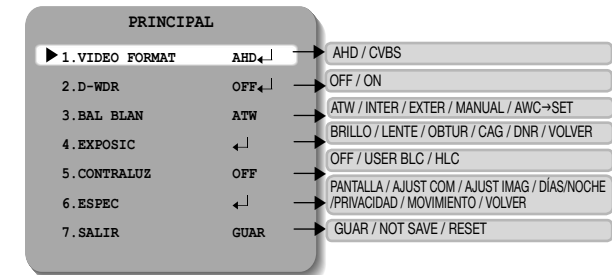 PRINCIPAL
1.VIDEO FORMAT AHD↵ AHD / CVBS
2.D-WDR OFF↵ OFF / ON
3.BAL BLAN ATW ATW / INTER / EXTER / MANUAL / AWC→SET
4.EXPOSIC ↵ BRILLO / LENTE / OBTUR / CAG / DNR / VOLVER
5.CONTRALUZ OFF OFF / USER BLC / HLC
6.ESPEC ↵ PANTALLA / AJUST COM / AJUST IMAG / DÍAS/NOCHE
/PRIVACIDAD / MOVIMIENTO / VOLVER
7.SALIR GUAR GUAR / NOT SAVE / RESET